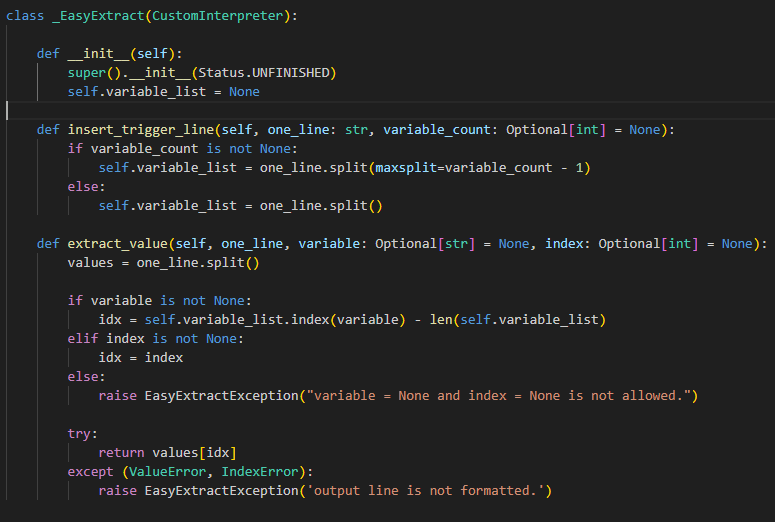 class _EasyExtract(CustomInterpreter):
def __init__(self):
super().__init__(Status.UNFINISHED)
self.variable_list = None
def insert_trigger_line(self, one_line: str, variable_count: Optional[int] = None):
if variable_count is not None:
self.variable_list = one_line.split(maxsplit=variable_count - 1)
else:
self.variable_list = one_line.split()
def extract_value(self, one_line, variable: Optional[str] = None, index: Optional[int] = None):
values = one_line.split()
if variable is not None:
idx = self.variable_list.index(variable) - len(self.variable_list)
elif index is not None:
idx = index
else:
raise EasyExtractException("variable = None and index = None is not allowed.")
try:
return values[idx]
except (ValueError, IndexError):
raise EasyExtractException('output line is not formatted.')